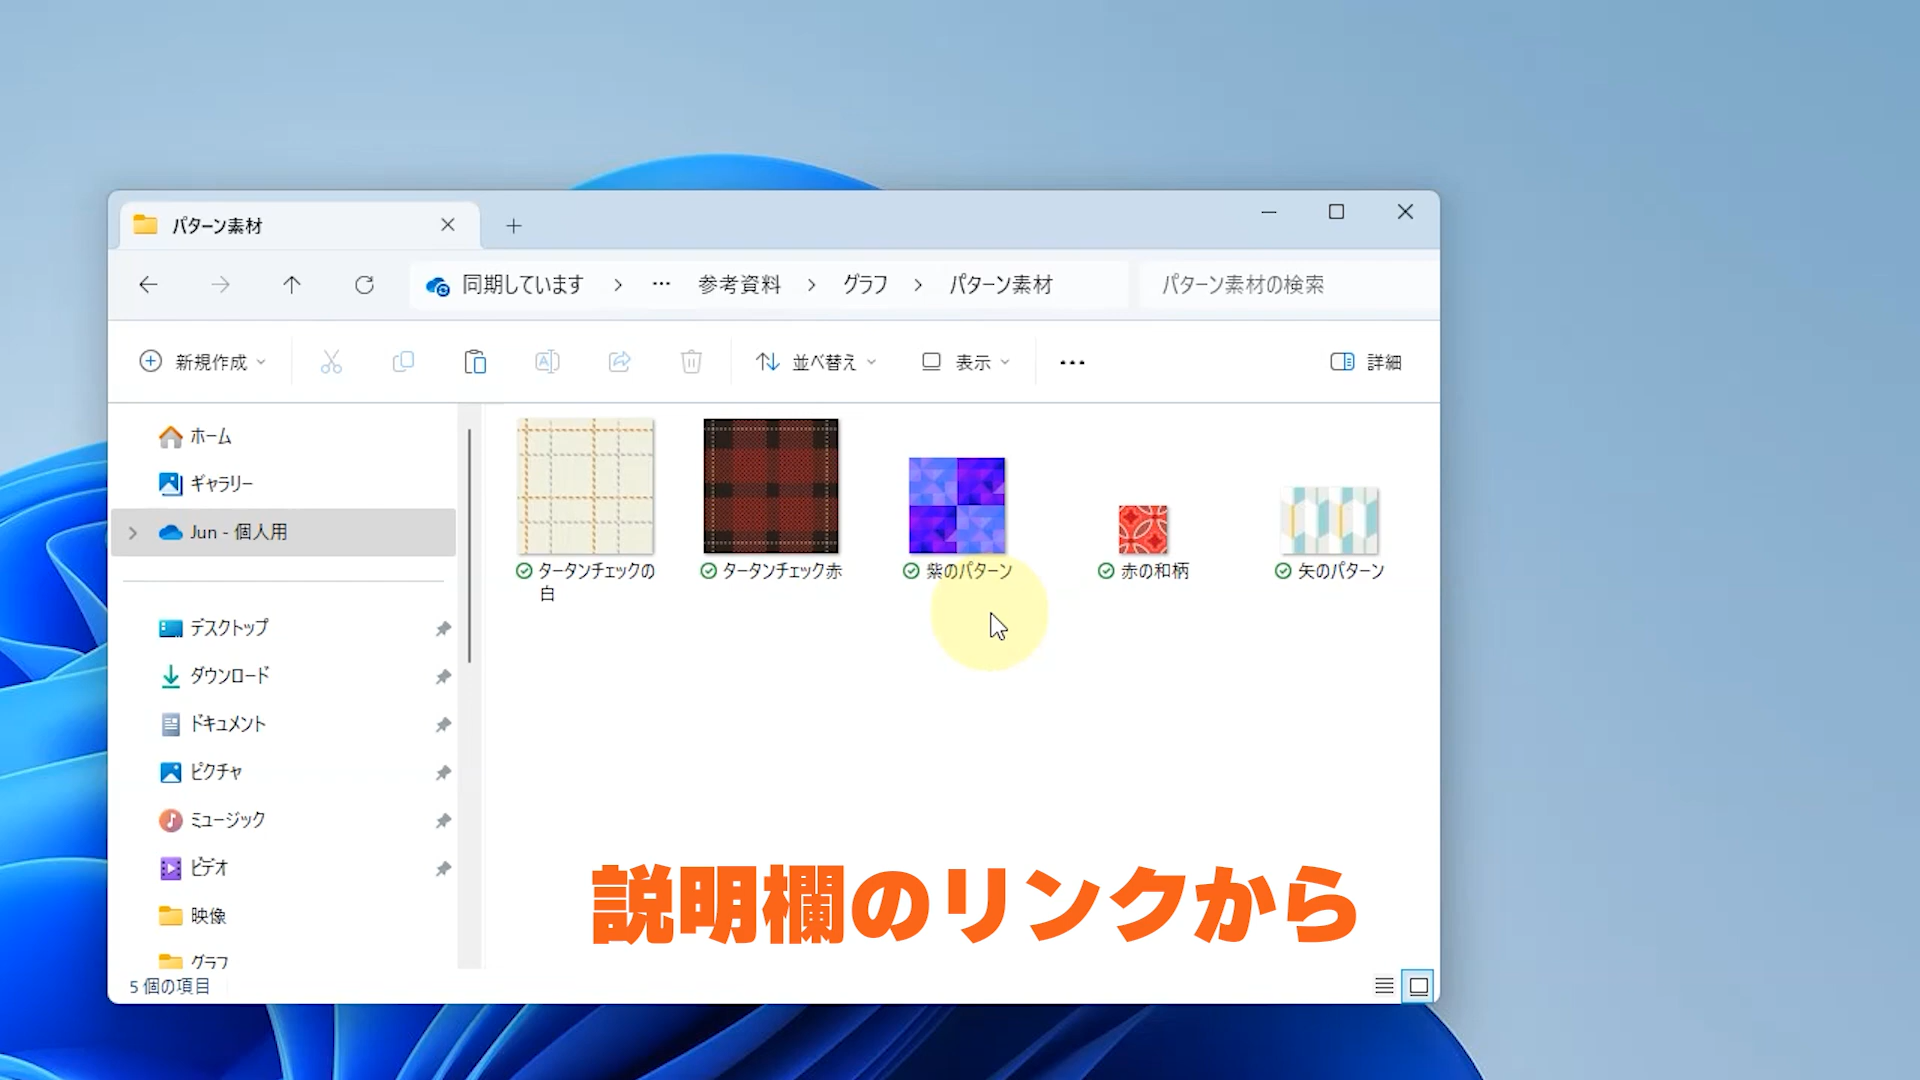 パターン素材
同期しています > … 参考資料 > グラフ > パターン素材
パターン素材の検索
新規作成
並べ替え
表示
詳細
ホーム
ギャラリー
Jun - 個人用
デスクトップ
ダウンロード
ドキュメント
ピクチャ
ミュージック
ビデオ
映像
グラフ
タータンチェックの
白
タータンチェック赤
紫のパターン
赤の和柄
矢のパターン
説明欄のリンクから
5 個の項目